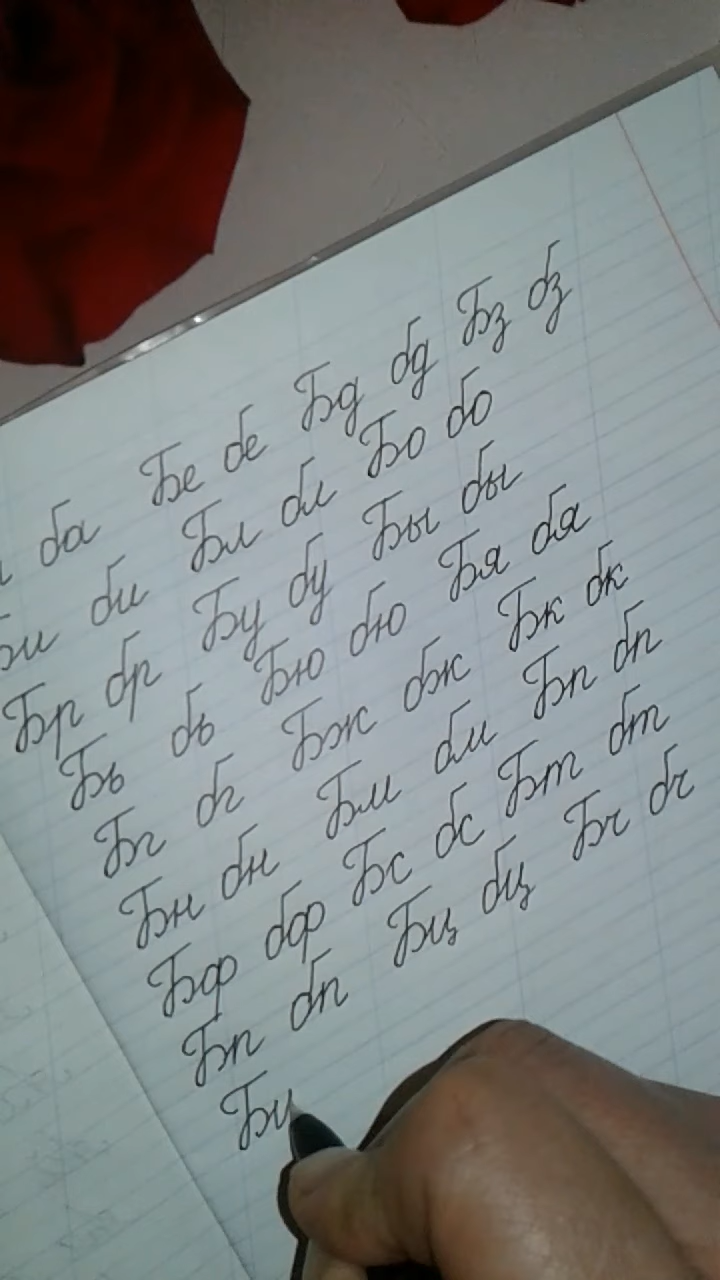 ба Бе бе Бд бд Бз бз
Би би Бл бл Бо бо
Бр бр Бу бу Бы бы
Бь бь Бю бю Бя бя
Бг бг Бж бж Бк бк
Бн бн Бм бм Бп бп
Бф бф Бс бс Бт бт
Бп бп Бц бц Бч бч